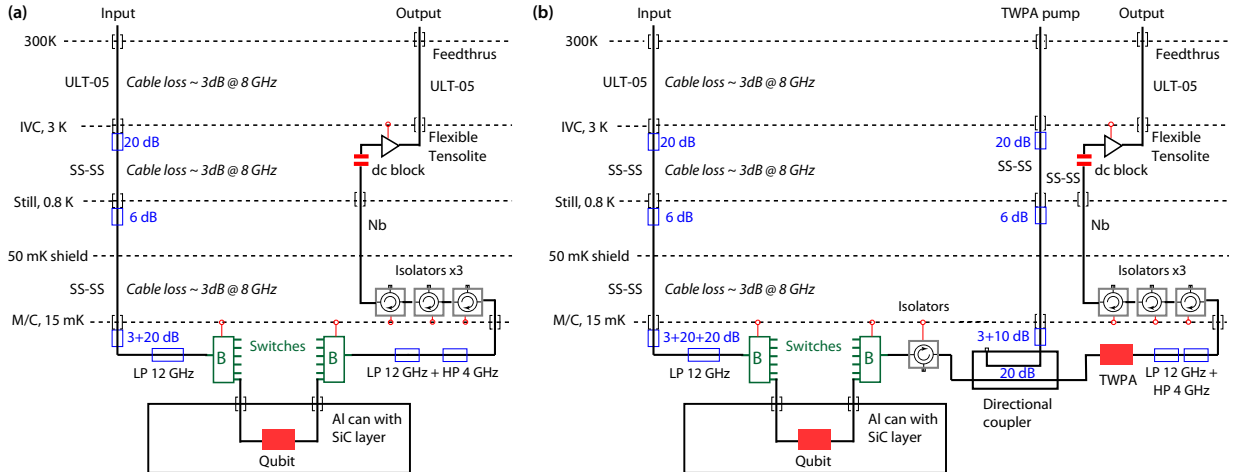 (a)
Input
Output
300K
Feedthrus
ULT-05
Cable loss ~ 3dB @ 8 GHz
ULT-05
IVC, 3 K
20 dB
Flexible
Tensolite
dc block
SS-SS
Cable loss ~ 3dB @ 8 GHz
Still, 0.8 K
6 dB
Nb
50 mK shield
Isolators x3
SS-SS
Cable loss ~ 3dB @ 8 GHz
M/C, 15 mK
3+20 dB
B
Switches
B
LP 12 GHz
LP 12 GHz + HP 4 GHz
Al can with
SiC layer
Qubit
(b)
Input
TWPA pump
Output
300K
Feedthrus
ULT-05
Cable loss ~ 3dB @ 8 GHz
ULT-05
IVC, 3 K
20 dB
20 dB
Flexible
Tensolite
dc block
SS-SS
Cable loss ~ 3dB @ 8 GHz
SS-SS
SS-SS
Still, 0.8 K
6 dB
6 dB
Nb
50 mK shield
Isolators x3
SS-SS
Cable loss ~ 3dB @ 8 GHz
Isolators
M/C, 15 mK
3+20+20 dB
B
Switches
B
3+10 dB
LP 12 GHz
20 dB
TWPA
LP 12 GHz +
HP 4 GHz
Directional
coupler
Al can with
SiC layer
Qubit